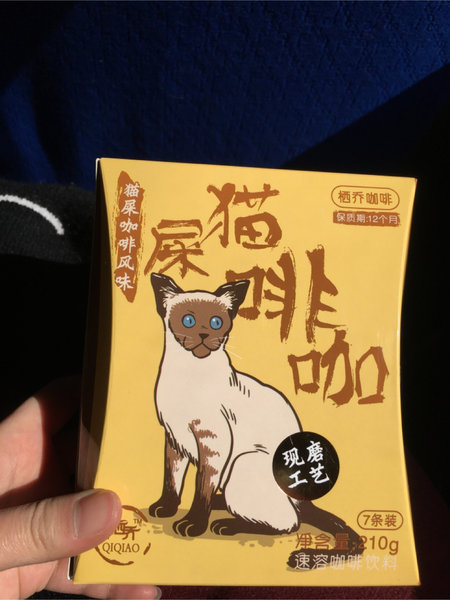 猫屎咖啡风味
栖乔咖啡
保质期:12个月
猫
屎
啡
咖
现磨
工艺
TM
QIQIAO
7条装
净含量:210g
速溶咖啡饮料